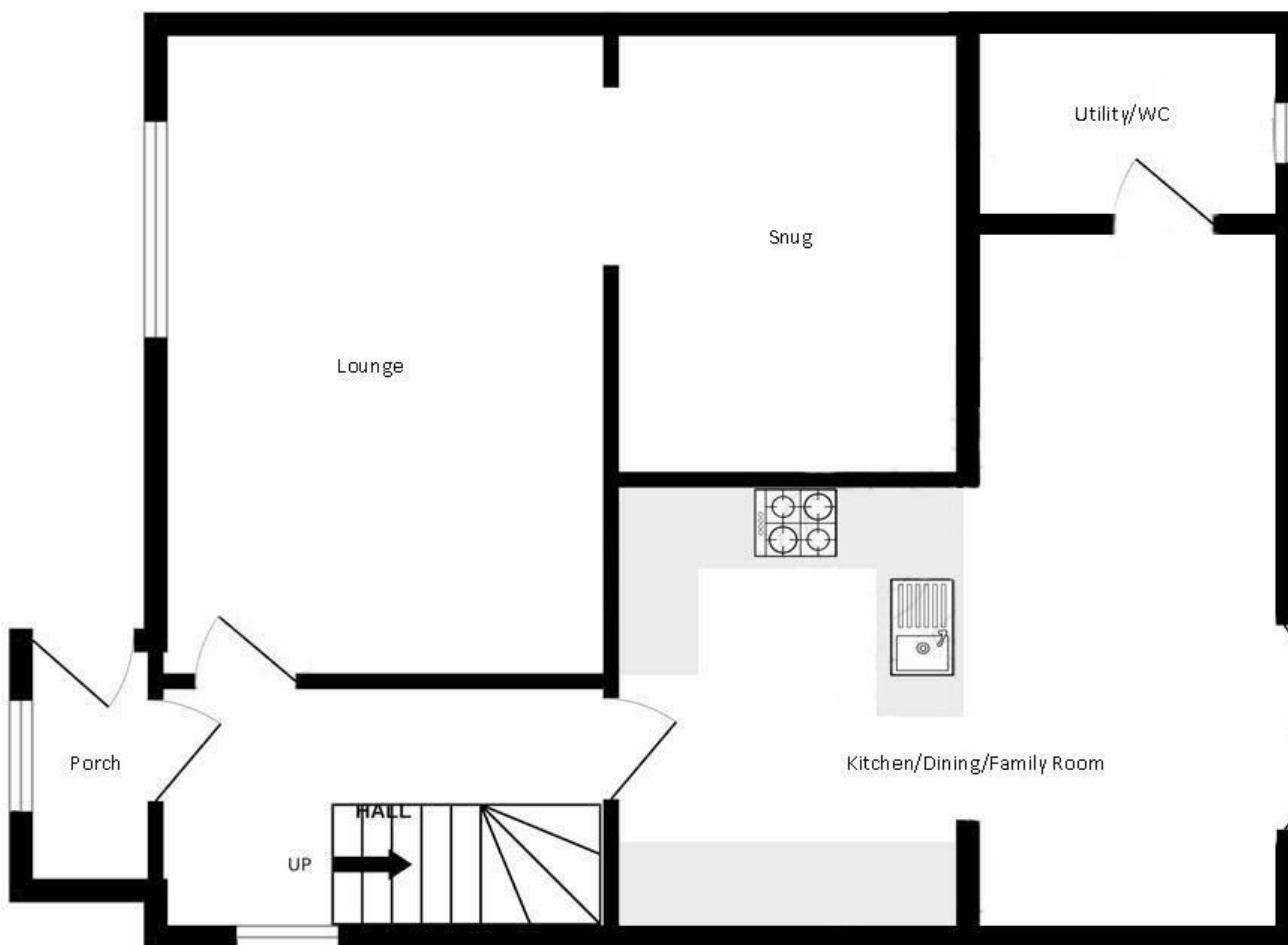 Utility/WC
Snug
Lounge
Porch
Kitchen/Dining/Family Room
HALL
UP